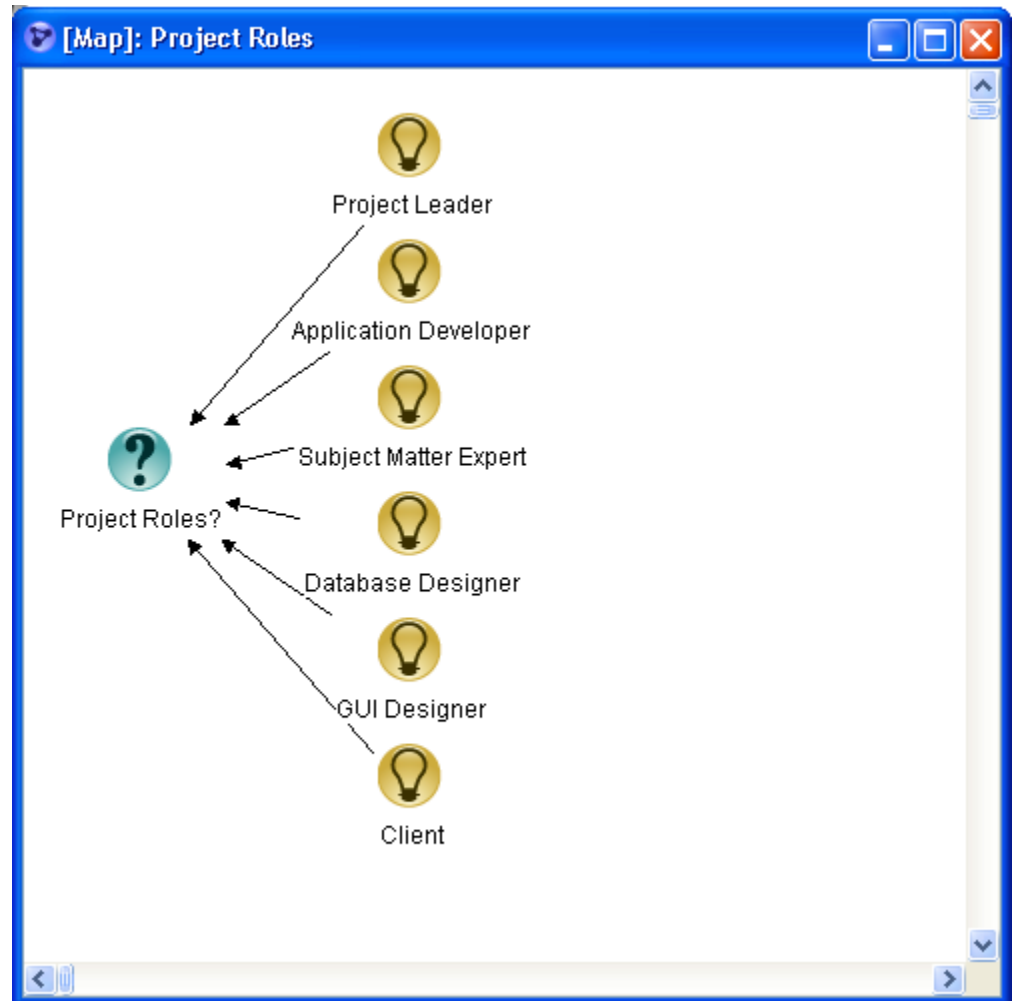 [Map]: Project Roles
Project Leader
Application Developer
Subject Matter Expert
Project Roles?
Database Designer
GUI Designer
Client